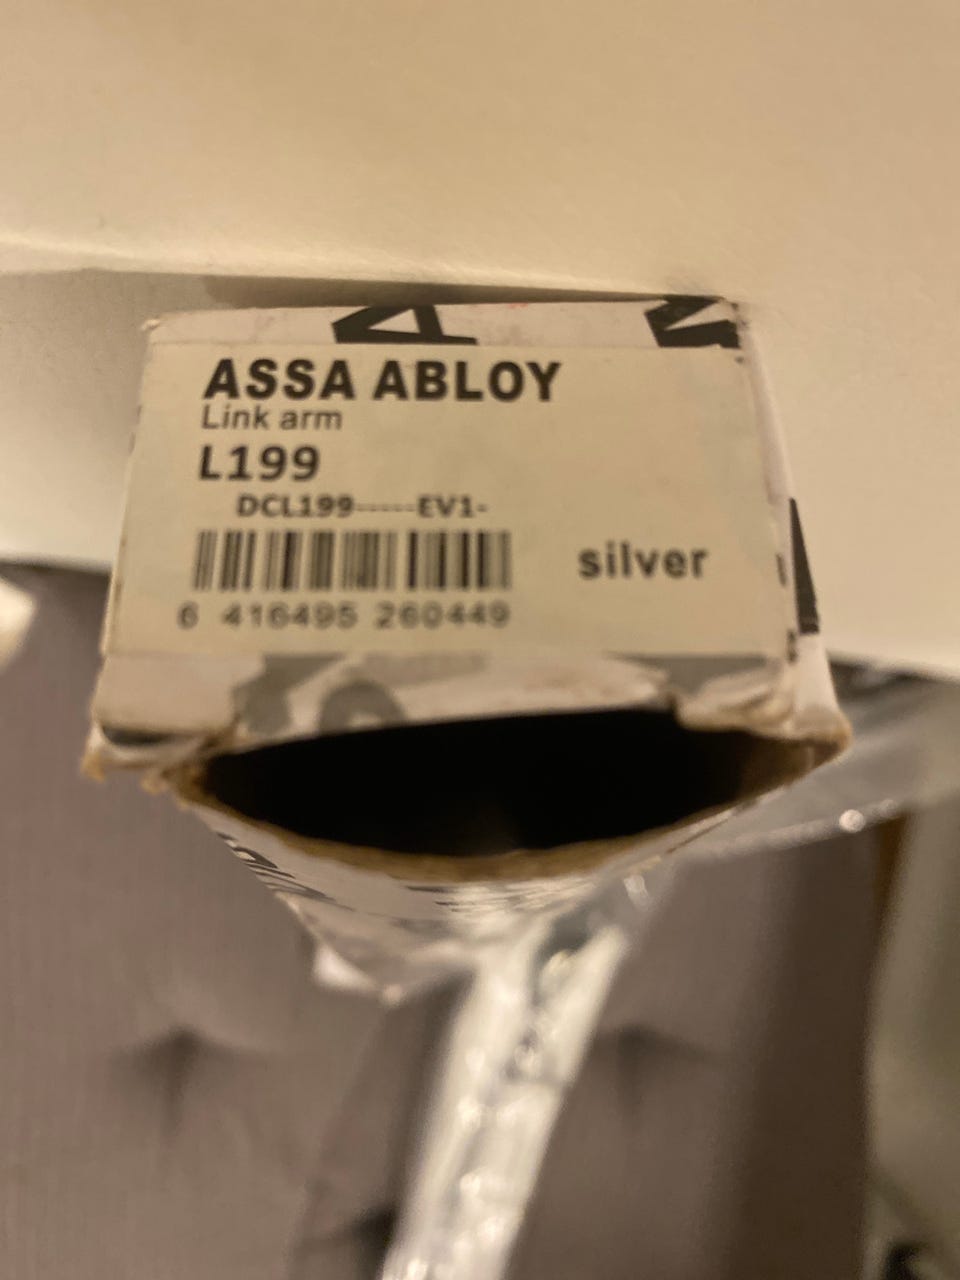 ASSA ABLOY
Link arm
L199
DCL199-----EV1-
silver
6 416495 260449